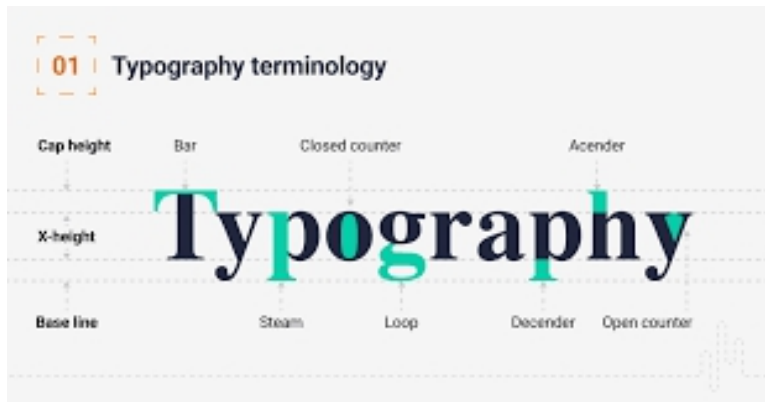 01 Typography terminology
Cap height Bar Closed counter Acender
X-height Typography
Base line Steam Loop Decender Open counter